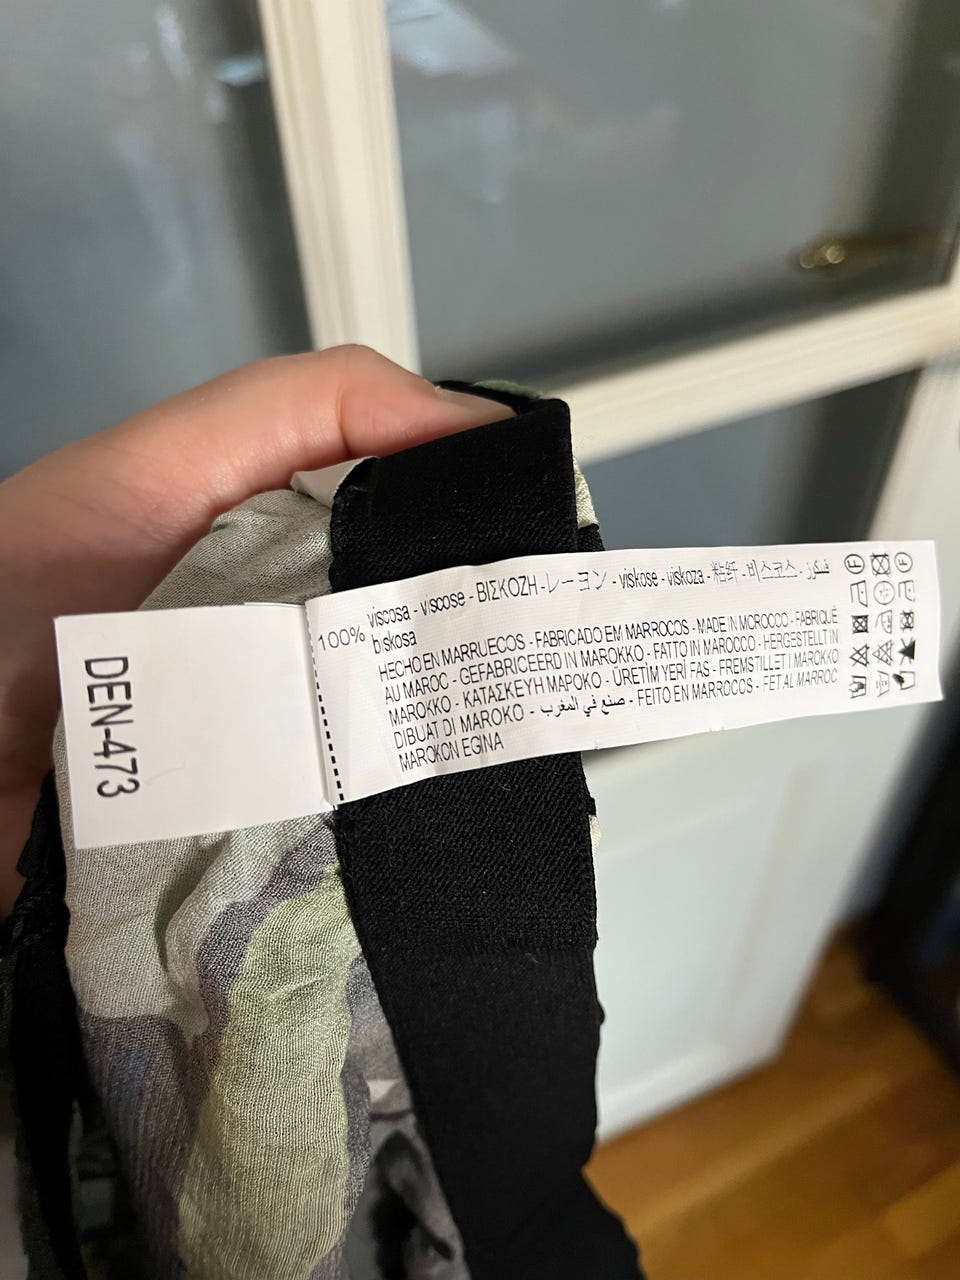 DEN-473
100% viscosa - viscose - ΒΙΣΚΟΖΗ - レーヨン - viskose - viskoza - 粘纤 - 비스코스 - فسكوز
biskosa
HECHO EN MARRUECOS - FABRICADO EM MARROCOS - MADE IN MOROCCO - FABRIQUÉ
AU MAROC - GEFABRICEERD IN MAROKKO - FATTO IN MAROCCO - HERGESTELLT IN
MAROKKO - ΚΑΤΑΣΚΕΥΗ ΜΑΡΟΚΟ - ÜRETİM YERİ FAS - FREMSTILLET I MAROKKO
DIBUAT DI MAROKO - صنع في المغرب - FEITO EN MARROCOS - FET AL MARROC
MAROKON EGINA